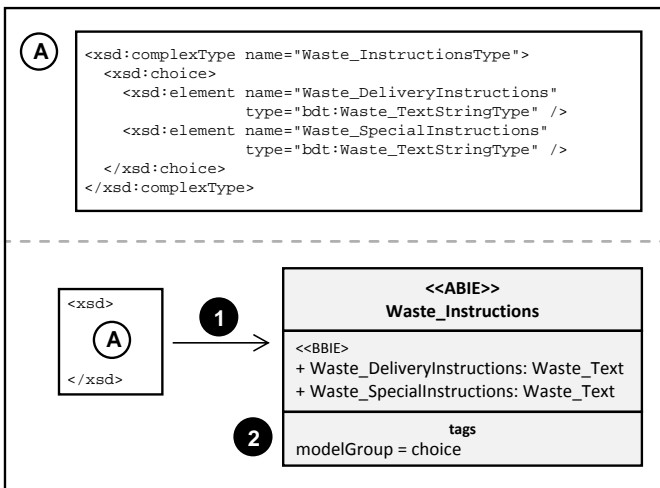 A
<xsd:complexType name="Waste_InstructionsType">
<xsd:choice>
<xsd:element name="Waste_DeliveryInstructions"
type="bdt:Waste_TextStringType" />
<xsd:element name="Waste_SpecialInstructions"
type="bdt:Waste_TextStringType" />
</xsd:choice>
</xsd:complexType>
<xsd>
A
</xsd>
1
<<ABIE>>
Waste_Instructions
<<BBIE>
+ Waste_DeliveryInstructions: Waste_Text
+ Waste_SpecialInstructions: Waste_Text
2
tags
modelGroup = choice